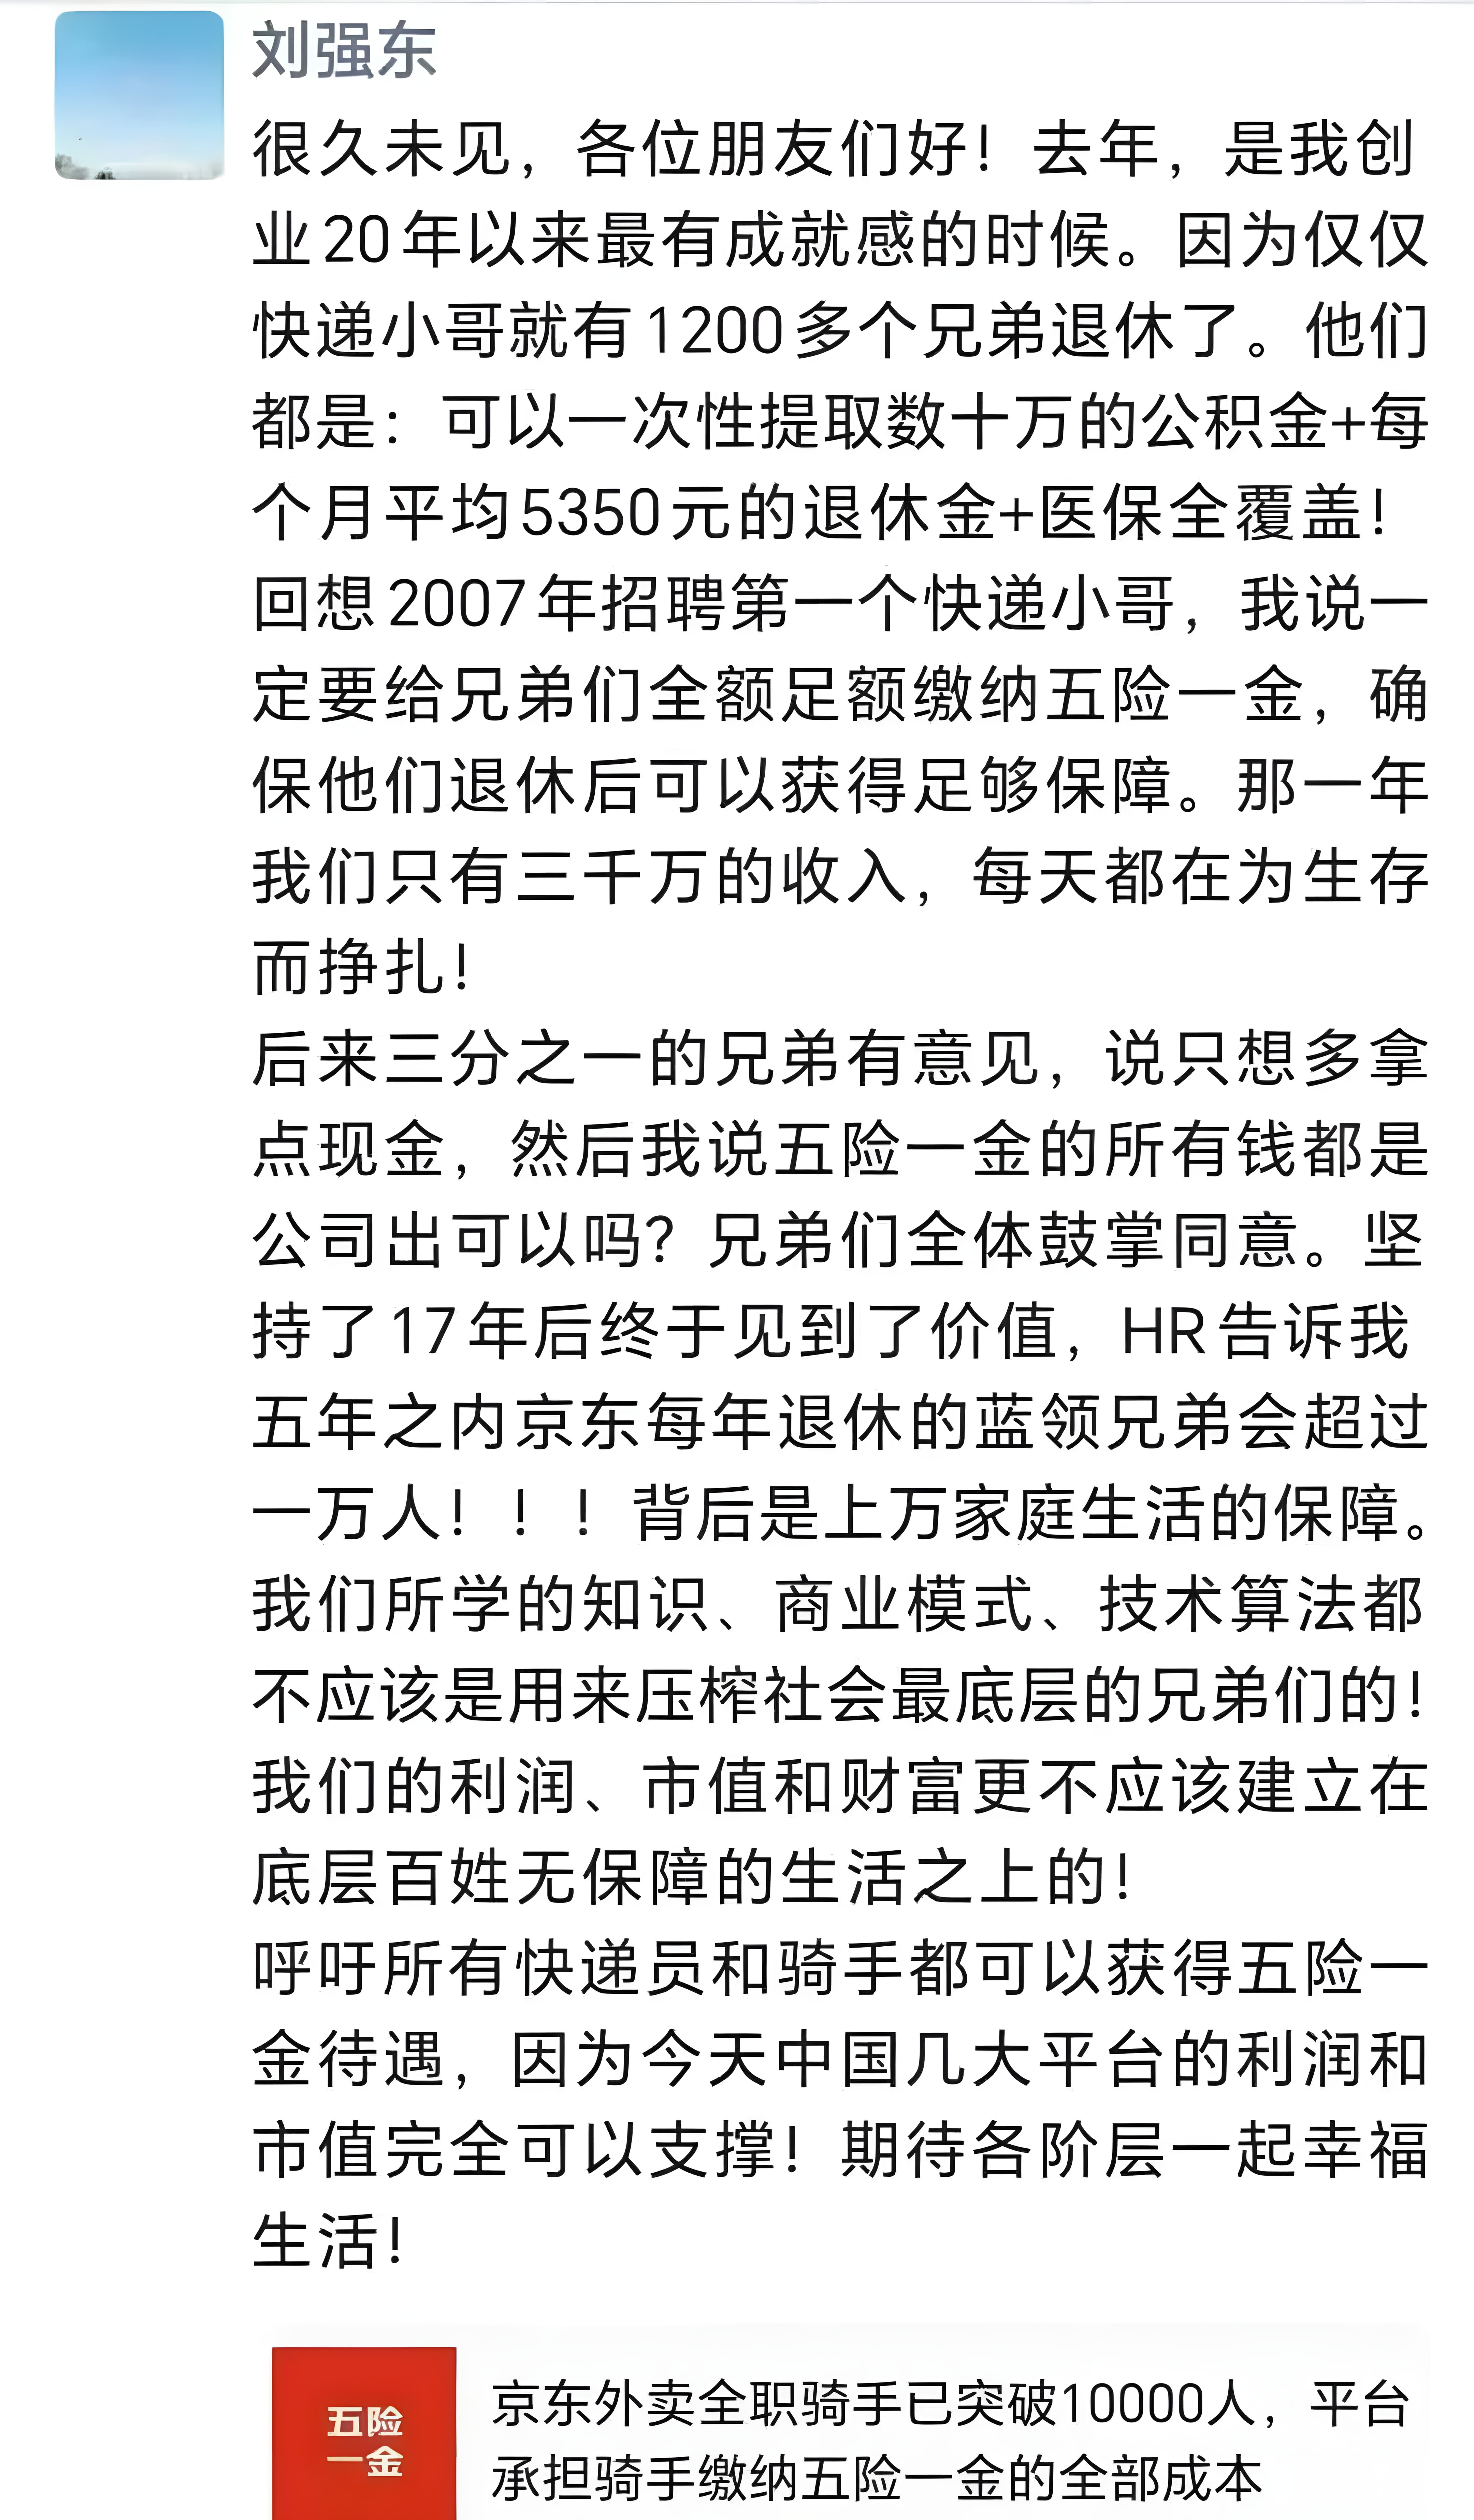 刘强东
很久未见，各位朋友们好！去年，是我创
业20年以来最有成就感的时候。因为仅仅
快递小哥就有1200多个兄弟退休了。他们
都是：可以一次性提取数十万的公积金+每
个月平均5350元的退休金+医保全覆盖！
回想2007年招聘第一个快递小哥，我说一
定要给兄弟们全额足额缴纳五险一金，确
保他们退休后可以获得足够保障。那一年
我们只有三千万的收入，每天都在为生存
而挣扎！
后来三分之一的兄弟有意见，说只想多拿
点现金，然后我说五险一金的所有钱都是
公司出可以吗？兄弟们全体鼓掌同意。坚
持了17年后终于见到了价值，HR告诉我
五年之内京东每年退休的蓝领兄弟会超过
一万人！！！背后是上万家庭生活的保障。
我们所学的知识、商业模式、技术算法都
不应该是用来压榨社会最底层的兄弟们的！
我们的利润、市值和财富更不应该建立在
底层百姓无保障的生活之上的！
呼吁所有快递员和骑手都可以获得五险一
金待遇，因为今天中国几大平台的利润和
市值完全可以支撑！期待各阶层一起幸福
生活！
五险
一金
京东外卖全职骑手已突破10000人，平台
承担骑手缴纳五险一金的全部成本